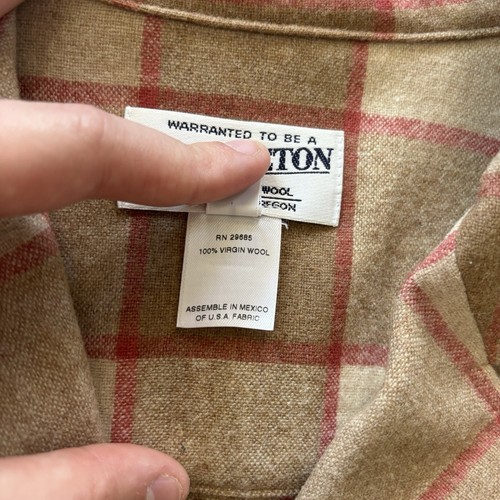 WARRANTED TO BE A
ETON
WOOL
REGON
RN 29685
100% VIRGIN WOOL
ASSEMBLE IN MEXICO
OF U.S.A FABRIC